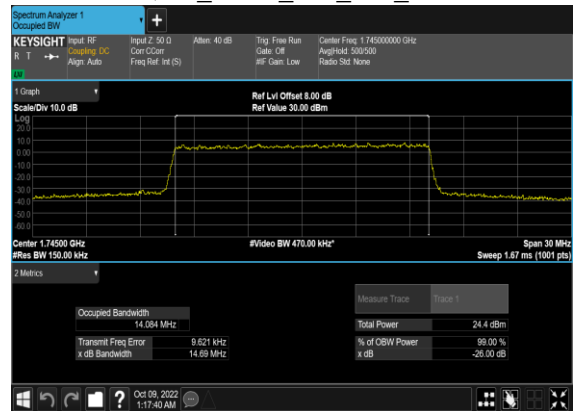 Spectrum Analyzer 1
Occupied BW
+
KEYSIGHT Input: RF Input Z: 50 Ω Atten: 40 dB Trig: Free Run Center Freq: 1.745000000 GHz
R T Coupling: DC Corr CCorr Gate: Off Avg|Hold: 500/500
Align: Auto Freq Ref: Int (S) #IF Gain: Low Radio Std: None
1 Graph
Ref Lvl Offset 8.00 dB
Scale/Div 10.0 dB Ref Value 30.00 dBm
Log
20.0
10.0
0.00
-10.0
-20.0
-30.0
-40.0
-50.0
-60.0
Center 1.74500 GHz #Video BW 470.00 kHz* Span 30 MHz
#Res BW 150.00 kHz Sweep 1.67 ms (1001 pts)
2 Metrics
Measure Trace Trace 1
Occupied Bandwidth
14.084 MHz Total Power 24.4 dBm
Transmit Freq Error 9.621 kHz % of OBW Power 99.00 %
x dB Bandwidth 14.69 MHz x dB -26.00 dB
? Oct 09, 2022
1:17:40 AM